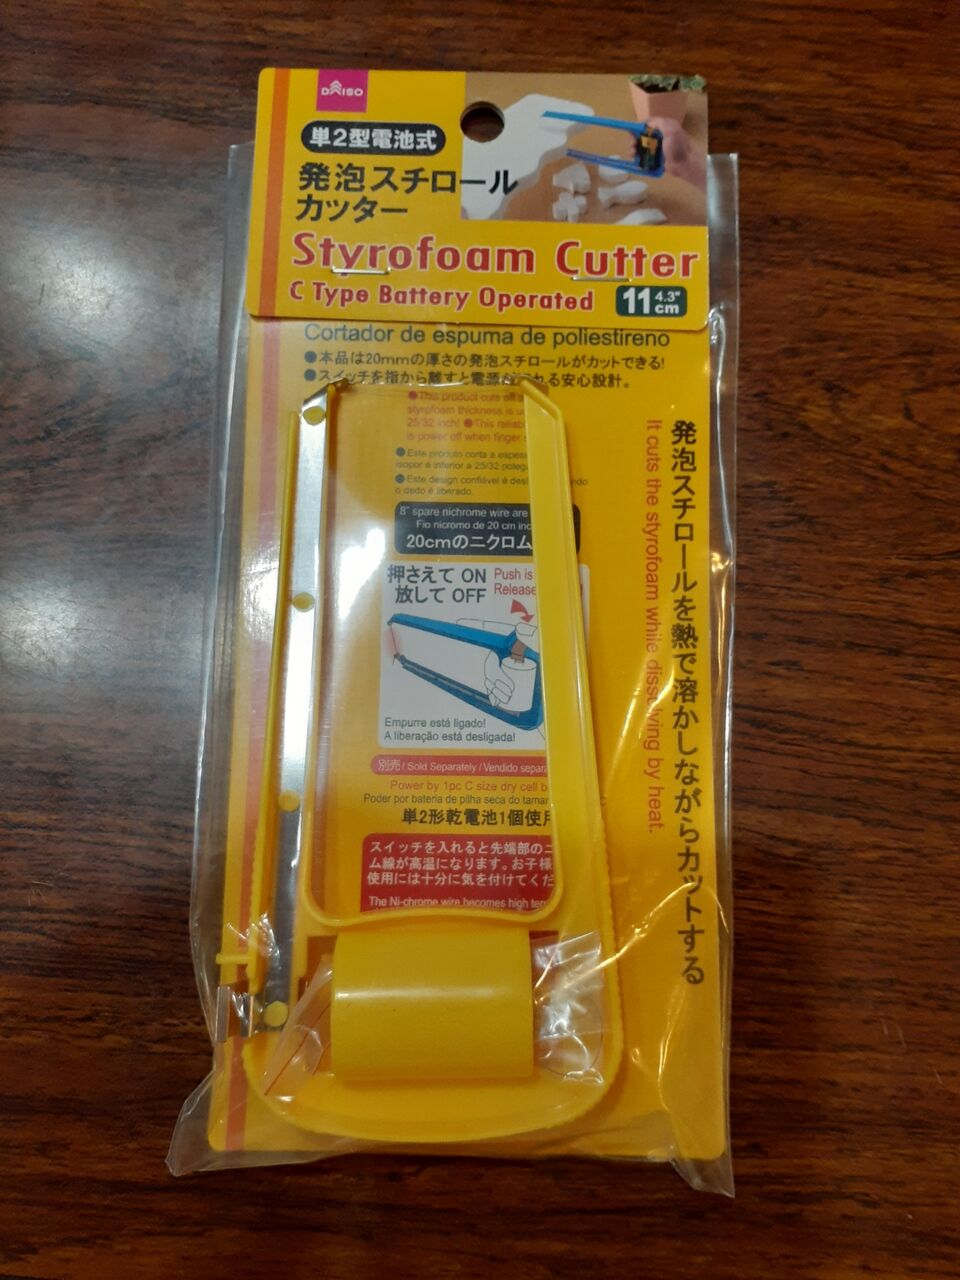 DAISO
単2型電池式
発泡スチロール
カッター
Styrofoam Cutter
C Type Battery Operated
11cm
4.3"
Cortador de espuma de poliestireno
●本品は20mmの厚さの発泡スチロールがカットできる!
●スイッチを指から離すと電源が れる安心設計。
●This product cuts
styrofoam thickness is
25/32 inch! ●This
is power off when finger
●Este produto corta a
isopor é inferior a 25/32
●Este design confiável é
o dedo é liberado.
8" spare nichrome wire are
Fio nicromo de 20 cm
20cmのニクロム
押さえて ON
放して OFF
Push is
Release
Empurre está ligado!
A liberação está desligada!
別売 / Sold Separately / Vendido
Power by 1pc C size dry cell
Poder por bateria de pilha seca do
単2形乾電池1個使用
スイッチを入れると先端部のニ
ム線が高温になります。お子様
使用には十分に気を付けてくだ
The Ni-chrome wire becomes high
発泡スチロールを熱で溶かしながらカットする
It cuts the styrofoam while dissolving by heat.